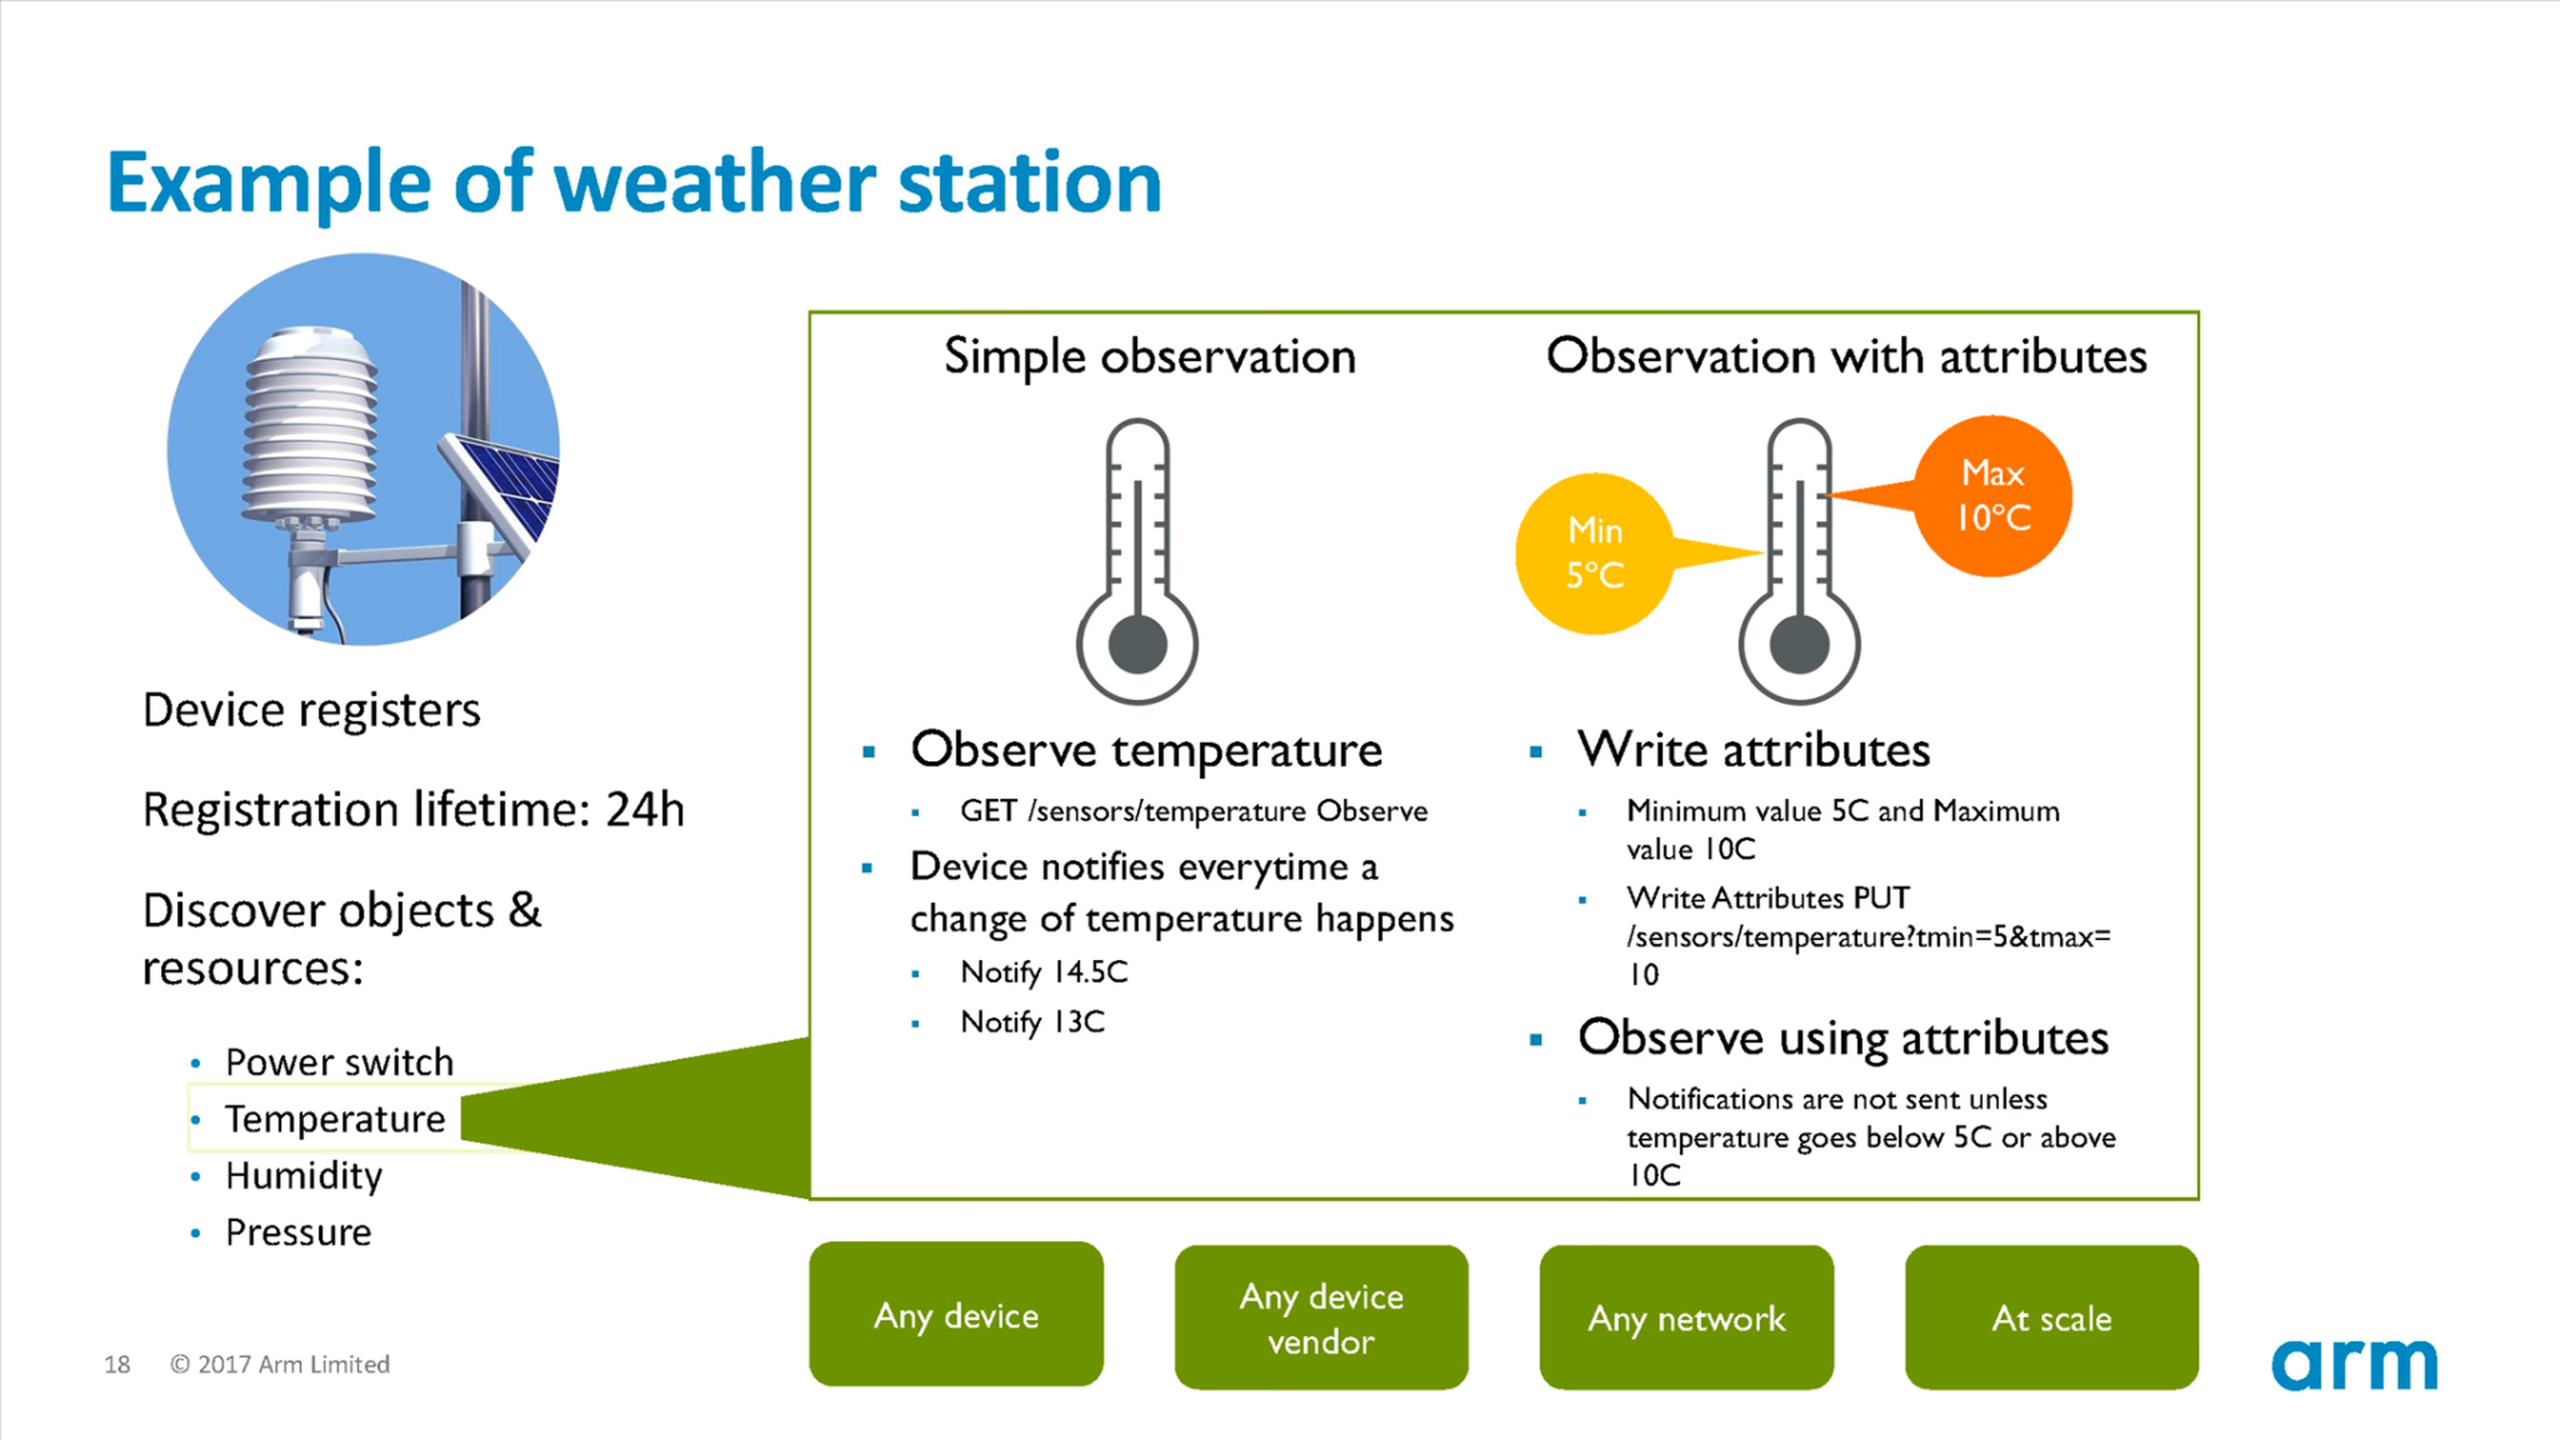 Example of weather station
Device registers
Registration lifetime: 24h
Discover objects &
resources:
• Power switch
• Temperature
• Humidity
• Pressure
Simple observation
▪ Observe temperature
▪ GET /sensors/temperature Observe
▪ Device notifies everytime a
change of temperature happens
▪ Notify 14.5C
▪ Notify 13C
Observation with attributes
Min
5°C
Max
10°C
▪ Write attributes
▪ Minimum value 5C and Maximum
value 10C
▪ Write Attributes PUT
/sensors/temperature?tmin=5&tmax=
10
▪ Observe using attributes
▪ Notifications are not sent unless
temperature goes below 5C or above
10C
Any device
Any device
vendor
Any network
At scale
18 © 2017 Arm Limited
arm